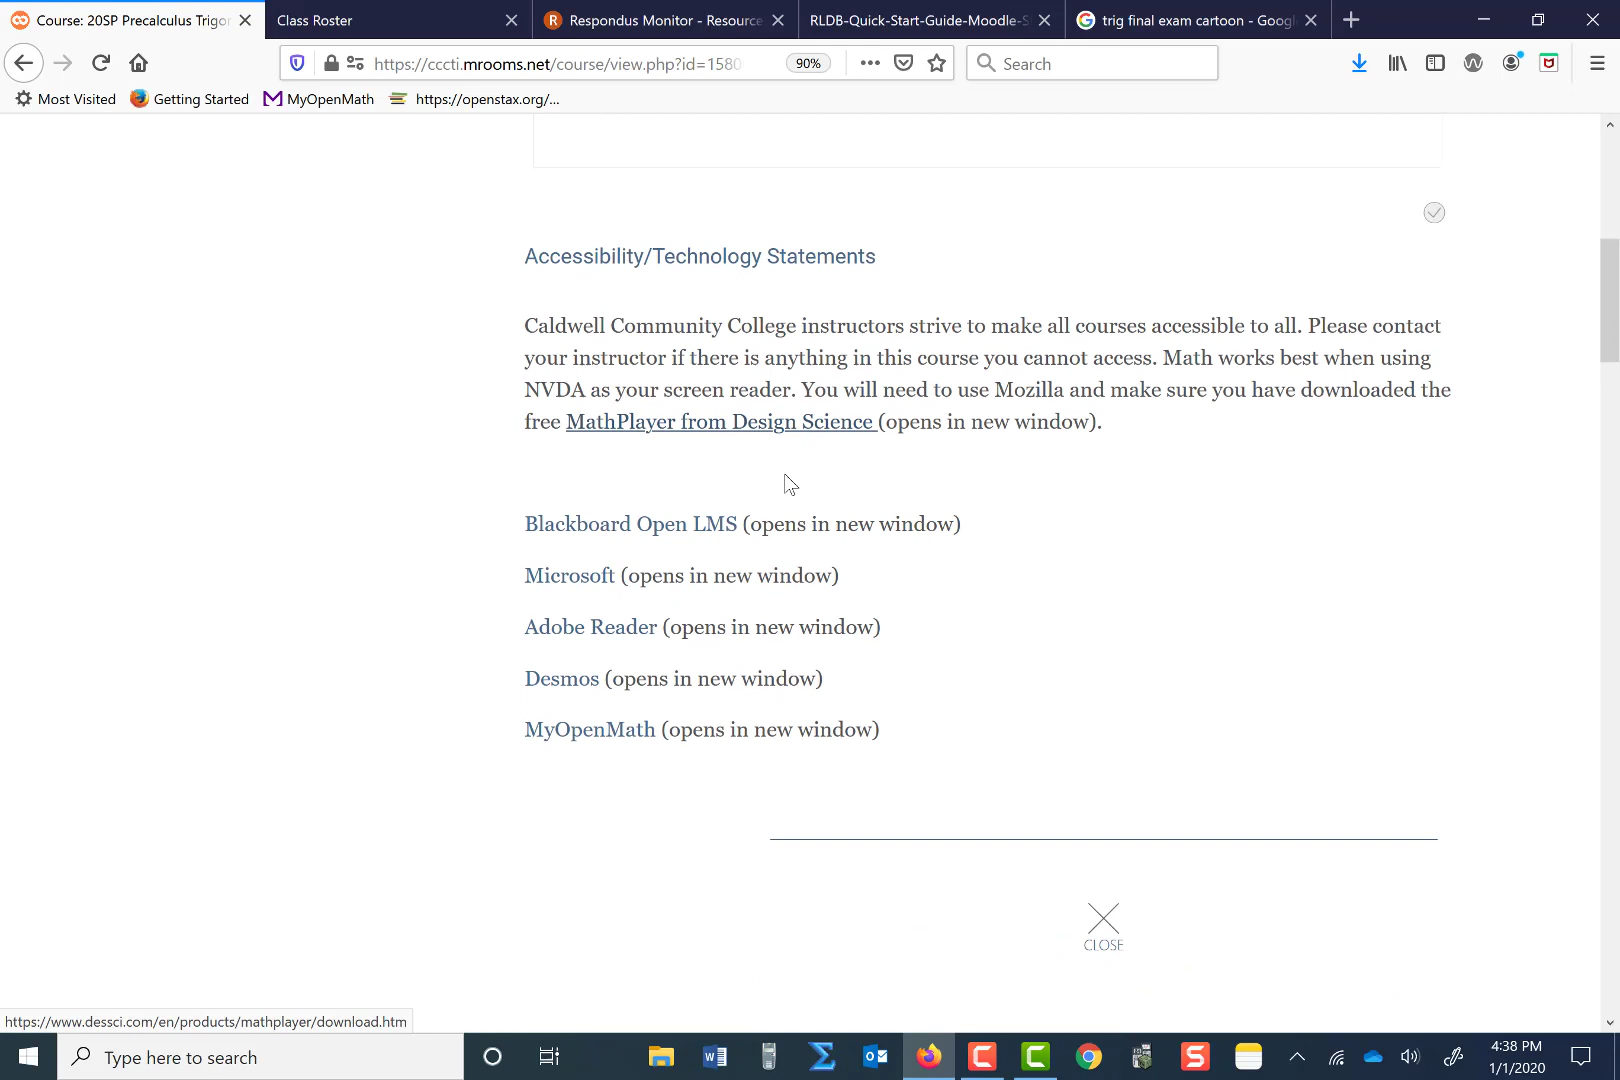 Course: 20SP Precalculus Trigon
Class Roster
Respondus Monitor - Resource
RLDB-Quick-Start-Guide-Moodle-S
trig final exam cartoon - Googl
https://cccti.mrooms.net/course/view.php?id=1580
90%
Search
Most Visited
Getting Started
MyOpenMath
https://openstax.org/...
Accessibility/Technology Statements
Caldwell Community College instructors strive to make all courses accessible to all. Please contact
your instructor if there is anything in this course you cannot access. Math works best when using
NVDA as your screen reader. You will need to use Mozilla and make sure you have downloaded the
free MathPlayer from Design Science (opens in new window).
Blackboard Open LMS (opens in new window)
Microsoft (opens in new window)
Adobe Reader (opens in new window)
Desmos (opens in new window)
MyOpenMath (opens in new window)
CLOSE
https://www.dessci.com/en/products/mathplayer/download.htm
Type here to search
4:38 PM
1/1/2020